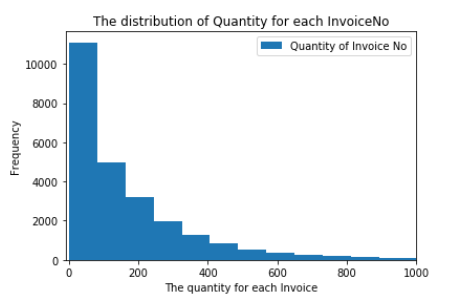 The distribution of Quantity for each InvoiceNo
Quantity of Invoice No
10000
8000
6000
4000
2000
0
Frequency
0 200 400 600 800 1000
The quantity for each Invoice